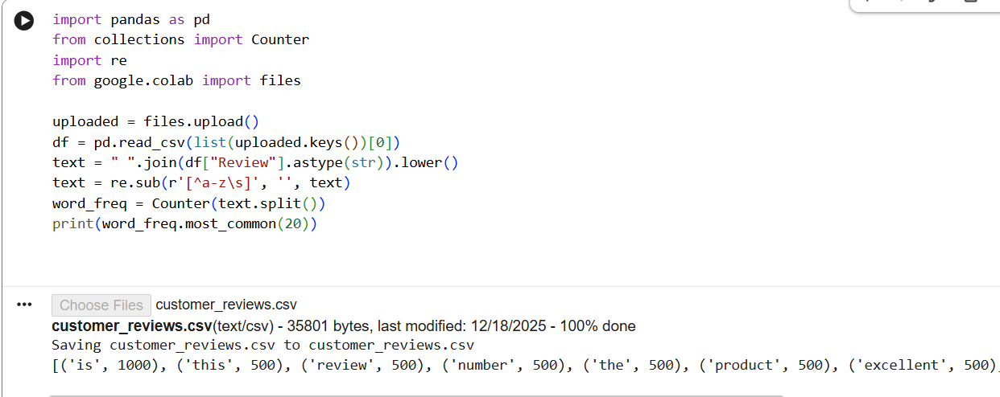 import pandas as pd
from collections import Counter
import re
from google.colab import files
uploaded = files.upload()
df = pd.read_csv(list(uploaded.keys())[0])
text = " ".join(df["Review"].astype(str)).lower()
text = re.sub(r'[^a-z\s]', '', text)
word_freq = Counter(text.split())
print(word_freq.most_common(20))
Choose Files customer_reviews.csv
customer_reviews.csv(text/csv) - 35801 bytes, last modified: 12/18/2025 - 100% done
Saving customer_reviews.csv to customer_reviews.csv
[('is', 1000), ('this', 500), ('review', 500), ('number', 500), ('the', 500), ('product', 500), ('excellent', 500),